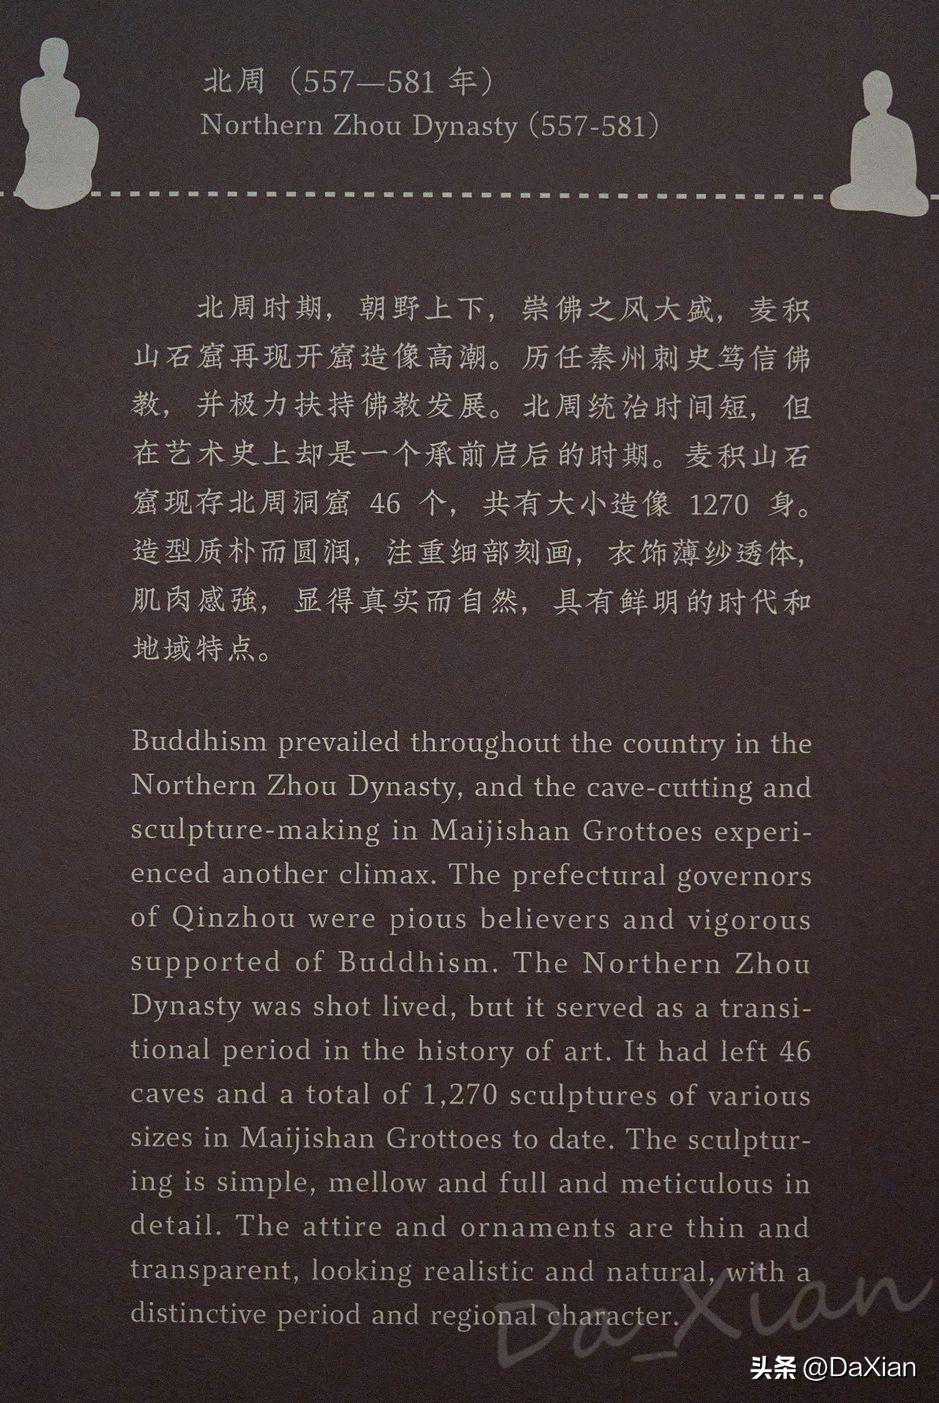 北周（557—581 年）
Northern Zhou Dynasty (557-581)
北周时期，朝野上下，崇佛之风大盛，麦积
山石窟再现开窟造像高潮。历任秦州刺史笃信佛
教，并极力扶持佛教发展。北周统治时间短，但
在艺术史上却是一个承前启后的时期。麦积山石
窟现存北周洞窟 46 个，共有大小造像 1270 身。
造型质朴而圆润，注重细部刻画，衣饰薄纱透体，
肌肉感強，显得真实而自然，具有鲜明的时代和
地域特点。
Buddhism prevailed throughout the country in the
Northern Zhou Dynasty, and the cave-cutting and
sculpture-making in Maijishan Grottoes experi-
enced another climax. The prefectural governors
of Qinzhou were pious believers and vigorous
supported of Buddhism. The Northern Zhou
Dynasty was shot lived, but it served as a transi-
tional period in the history of art. It had left 46
caves and a total of 1,270 sculptures of various
sizes in Maijishan Grottoes to date. The sculptur-
ing is simple, mellow and full and meticulous in
detail. The attire and ornaments are thin and
transparent, looking realistic and natural, with a
distinctive period and regional character.
Da_Xian
头条 @DaXian